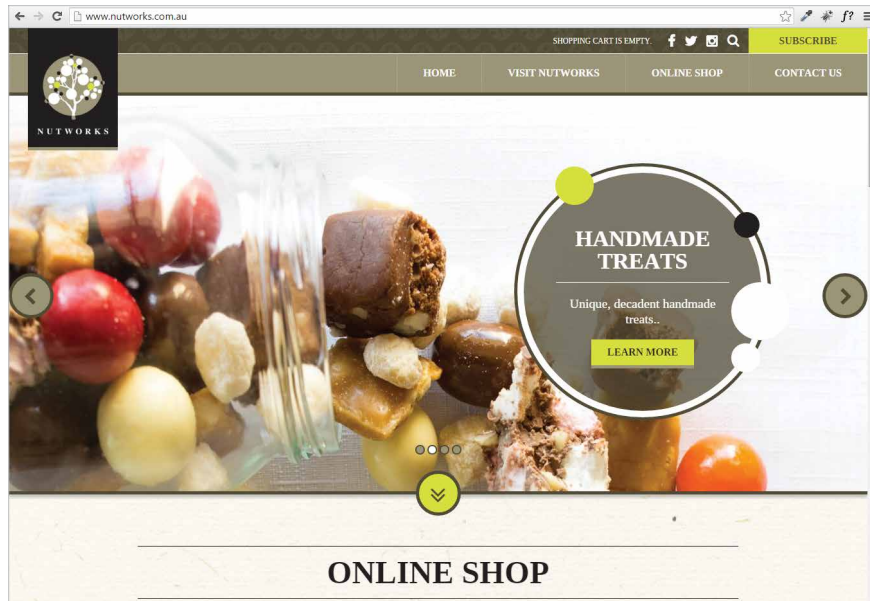 www.nutworks.com.au
f?
SHOPPING CART IS EMPTY.
SUBSCRIBE
HOME
VISIT NUTWORKS
ONLINE SHOP
CONTACT US
NUTWORKS
HANDMADE
TREATS
Unique, decadent handmade
treats..
LEARN MORE
ONLINE SHOP